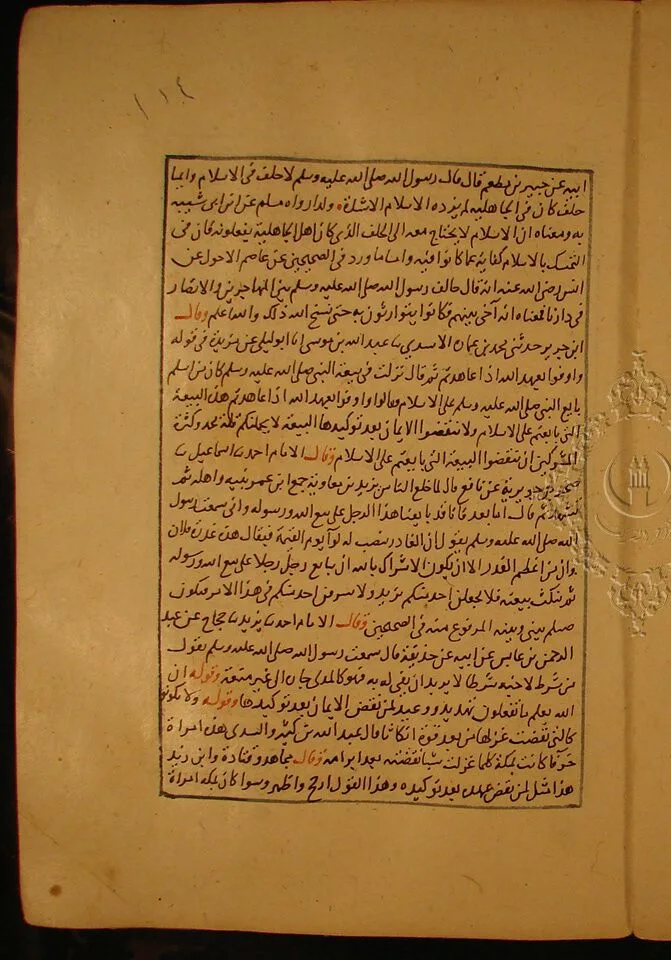 ١١٤
ابيه عن جبير بن مطعم قال قال رسول الله صلى الله عليه وسلم لا حلف في الاسلام وايما
حلف كان في الجاهلية لم يزده الاسلام الا شدة وكذا رواه مسلم عن ابن ابي شيبه
به ومعناه ان الاسلام لا يحتاج معه الى الحلف الذي كان اهل الجاهلية يفعلونه فان في
التمسك بالاسلام كفاية عما كانوا فيه واما ما ورد في الصحيحين عن عاصم الاحول عن
انس رضي الله عنه انه قال حالف رسول الله صلى الله عليه وسلم بين المهاجرين والانصار
في دارنا فمعناه انه آخى بينهم فكانوا يتوارثون به حتى نسخ الله ذلك والله اعلم وقال
ابن جرير حدثني محمد بن عمارة الاسدي ثنا عبد الله بن موسى انا ابو ليلى عن مزيدة في قوله
واوفوا بعهد الله اذا عاهدتم قال نزلت في بيعة النبي صلى الله عليه وسلم كان من اسلم
بايع النبي صلى الله عليه وسلم على الاسلام فقالوا واوفوا بعهد الله اذا عاهدتم هذه البيعة
التي بايعتم على الاسلام ولا تنقضوا الايمان بعد توكيدها البيعة لا يحملنكم قلة محمد وكثرة
المشركين ان تنقضوا البيعة التي بايعتم على الاسلام وقال الامام احمد ثنا اسماعيل ثنا
صخر بن جويرية عن نافع قال لما خلع الناس يزيد بن معاوية جمع ابن عمر بنيه واهله ثم
تشهد ثم قال اما بعد فانا قد بايعنا هذا الرجل على بيع الله ورسوله واني سمعت رسول
الله صلى الله عليه وسلم يقول ان الغادر ينصب له لوآ يوم القيمة فيقال هذه غدرة فلان
وان من اعظم الغدر الا ان يكون الاشراك بالله ان يبايع رجل رجلا على بيع الله ورسوله
ثم ينكث بيعته فلا يخلعن احد منكم يزيد ولا يسرفن احد منكم في هذا الامر فيكون
صيلم بيني وبينه المرفوع منه في الصحيحين وقال الامام احمد ثنا يزيد ثنا حجاج عن عبد
الرحمن بن عابس عن ابيه عن حذيفة قال سمعت رسول الله صلى الله عليه وسلم يقول
من شرط لاخيه شرطا لا يريد ان يفي له به فهو كالمدلي جاره الى غير منعة وقوله ان
الله يعلم ما تفعلون تهديد ووعيد لمن نقض الايمان بعد توكيدها وقوله ولا تكونوا
كالتي نقضت غزلها من بعد قوة انكاثا قال عبد الله بن كثير والسدي هذه امراة
خرقا كانت بمكة كلما غزلت شيا نقضته بعد ابرامه وقال مجاهد وقتادة وابن زيد
هذا مثل لمن نقض عهده بعد توكيده وهذا القول ارجح واظهر وسوا كان بمكة امراة